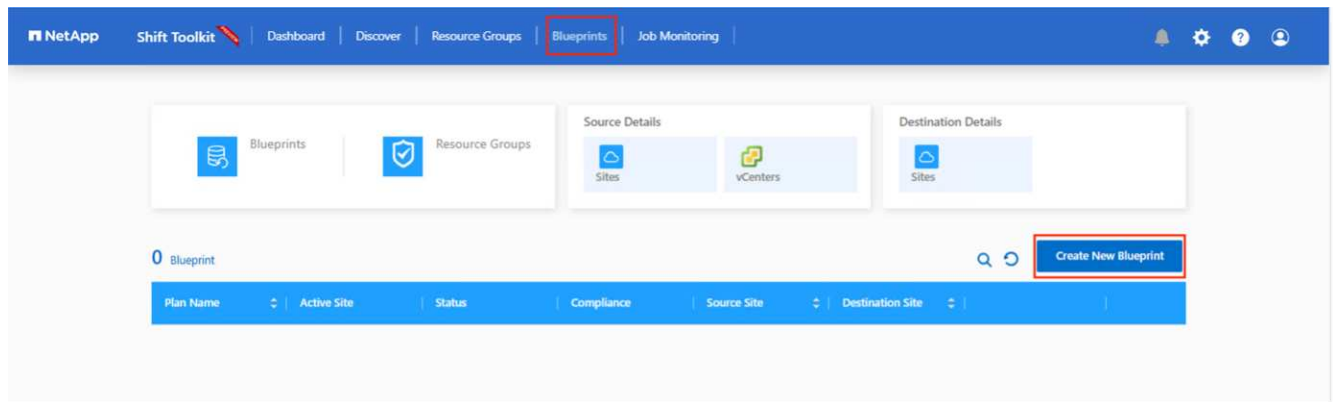 NetApp Shift Toolkit Dashboard Discover Resource Groups Blueprints Job Monitoring
Blueprints
Resource Groups
Source Details
Sites
vCenters
Destination Details
Sites
0 Blueprint
Create New Blueprint
Plan Name Active Site Status Compliance Source Site Destination Site